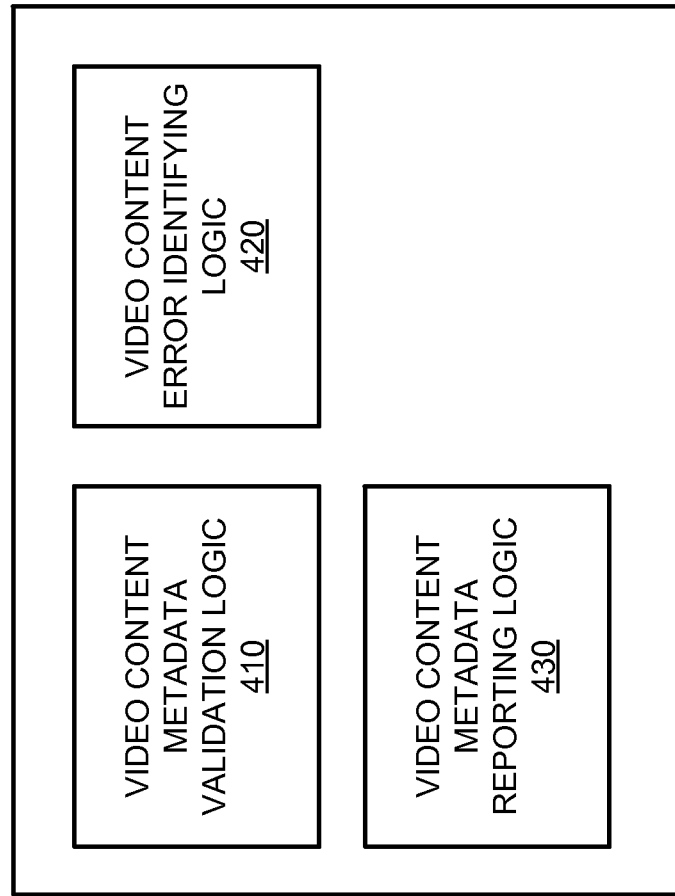 VIDEO CONTENT
METADATA
VALIDATION LOGIC
410
VIDEO CONTENT
ERROR IDENTIFYING
LOGIC
420
VIDEO CONTENT
METADATA
REPORTING LOGIC
430